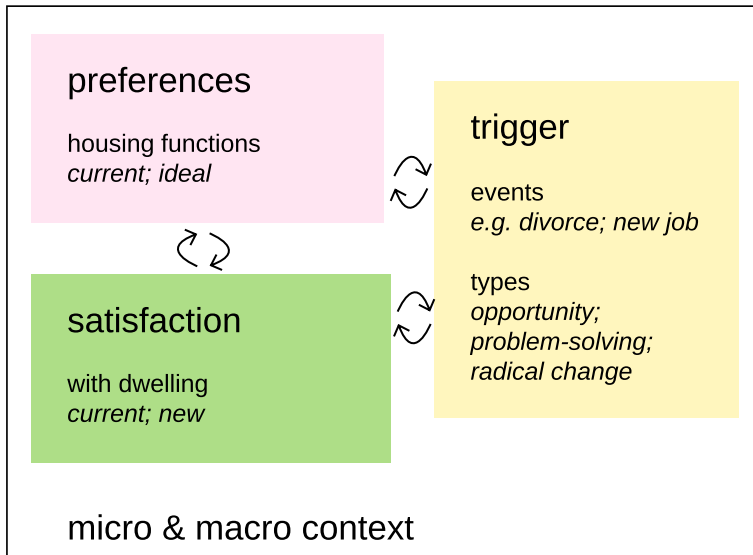 preferences
housing functions
current; ideal
trigger
events
e.g. divorce; new job
types
opportunity;
problem-solving;
radical change
satisfaction
with dwelling
current; new
micro & macro context